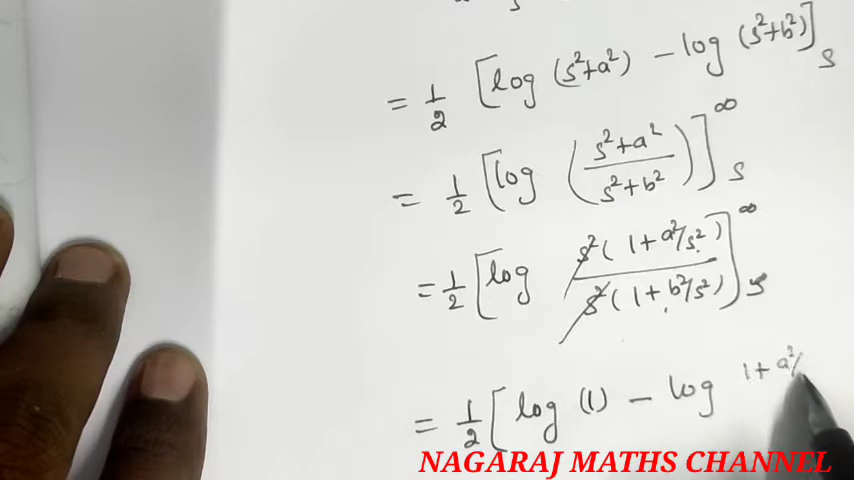 = 1/2 [log (s²+a²) - log (s²+b²)]s
= 1/2 [log ((s²+a²)/(s²+b²))]^∞ s
= 1/2 [log s²(1+a²/s²)/s²(1+b²/s²)]^∞ s
= 1/2 [log (1) - log 1+a²/
NAGARAJ MATHS CHANNEL